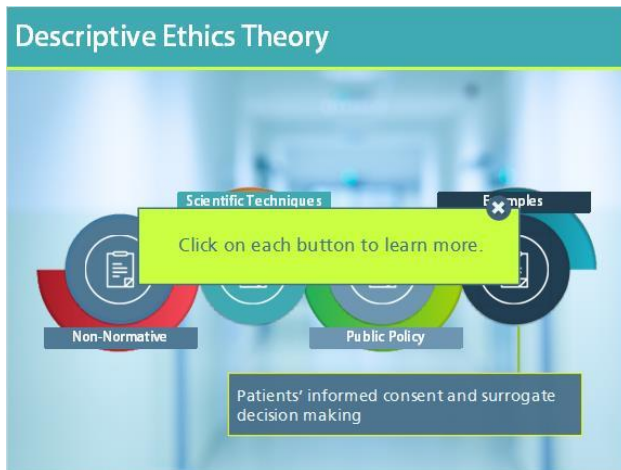 Descriptive Ethics Theory
Scientific Techniques
Examples
Click on each button to learn more.
Non-Normative
Public Policy
Patients' informed consent and surrogate
decision making